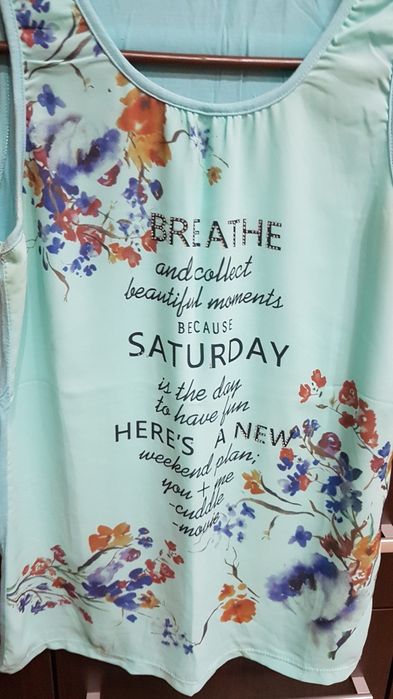 BREATHE
and collect
beautiful moments
BECAUSE
SATURDAY
is the day
to have fun
HERE'S A NEW
weekend plan;
you + me
-cuddle
-movie